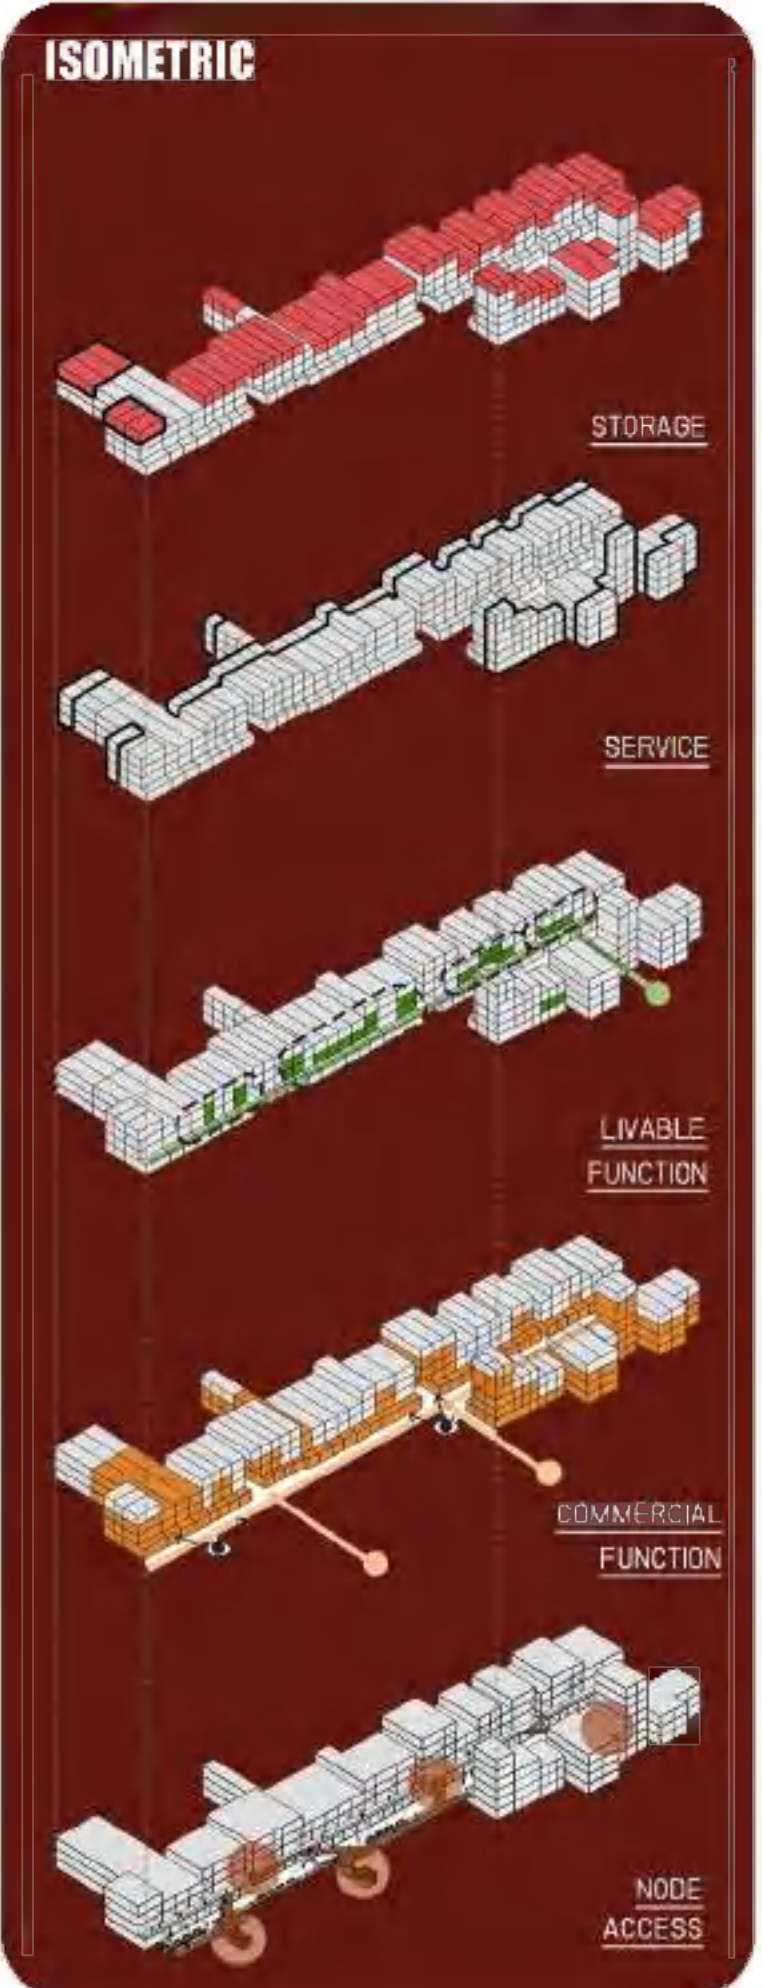 ISOMETRIC
STORAGE
SERVICE
LIVABLE
FUNCTION
COMMERCIAL
FUNCTION
NODE
ACCESS